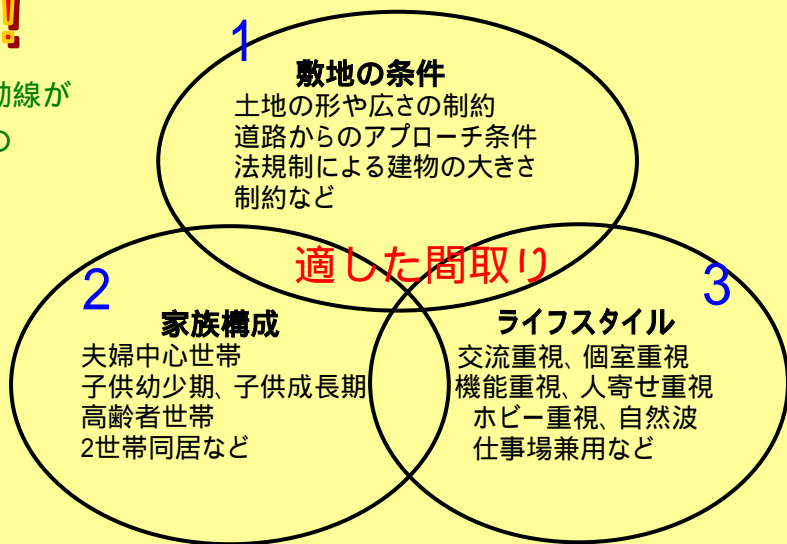 !
動線が
の
1
敷地の条件
土地の形や広さの制約
道路からのアプローチ条件
法規制による建物の大きさ
制約など
適した間取り
2
家族構成
夫婦中心世帯
子供幼少期、子供成長期
高齢者世帯
2世帯同居など
3
ライフスタイル
交流重視、個室重視
機能重視、人寄せ重視
ホビー重視、自然波
仕事場兼用など